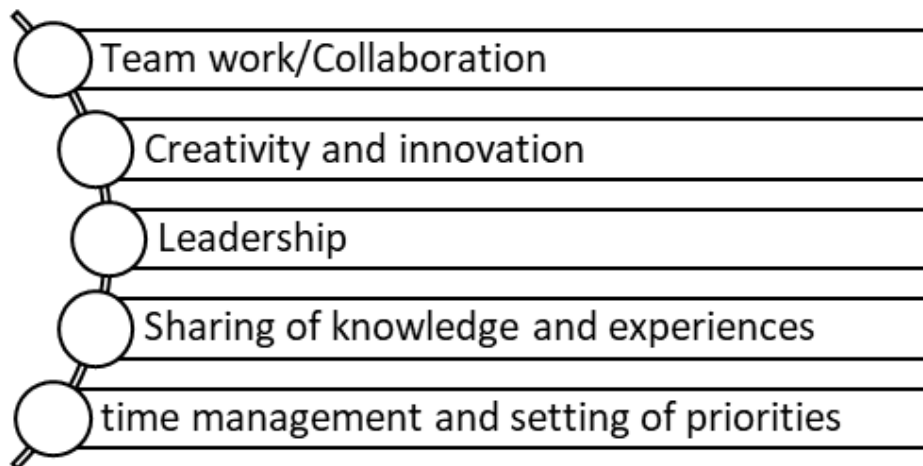 Team work/Collaboration
Creativity and innovation
Leadership
Sharing of knowledge and experiences
time management and setting of priorities